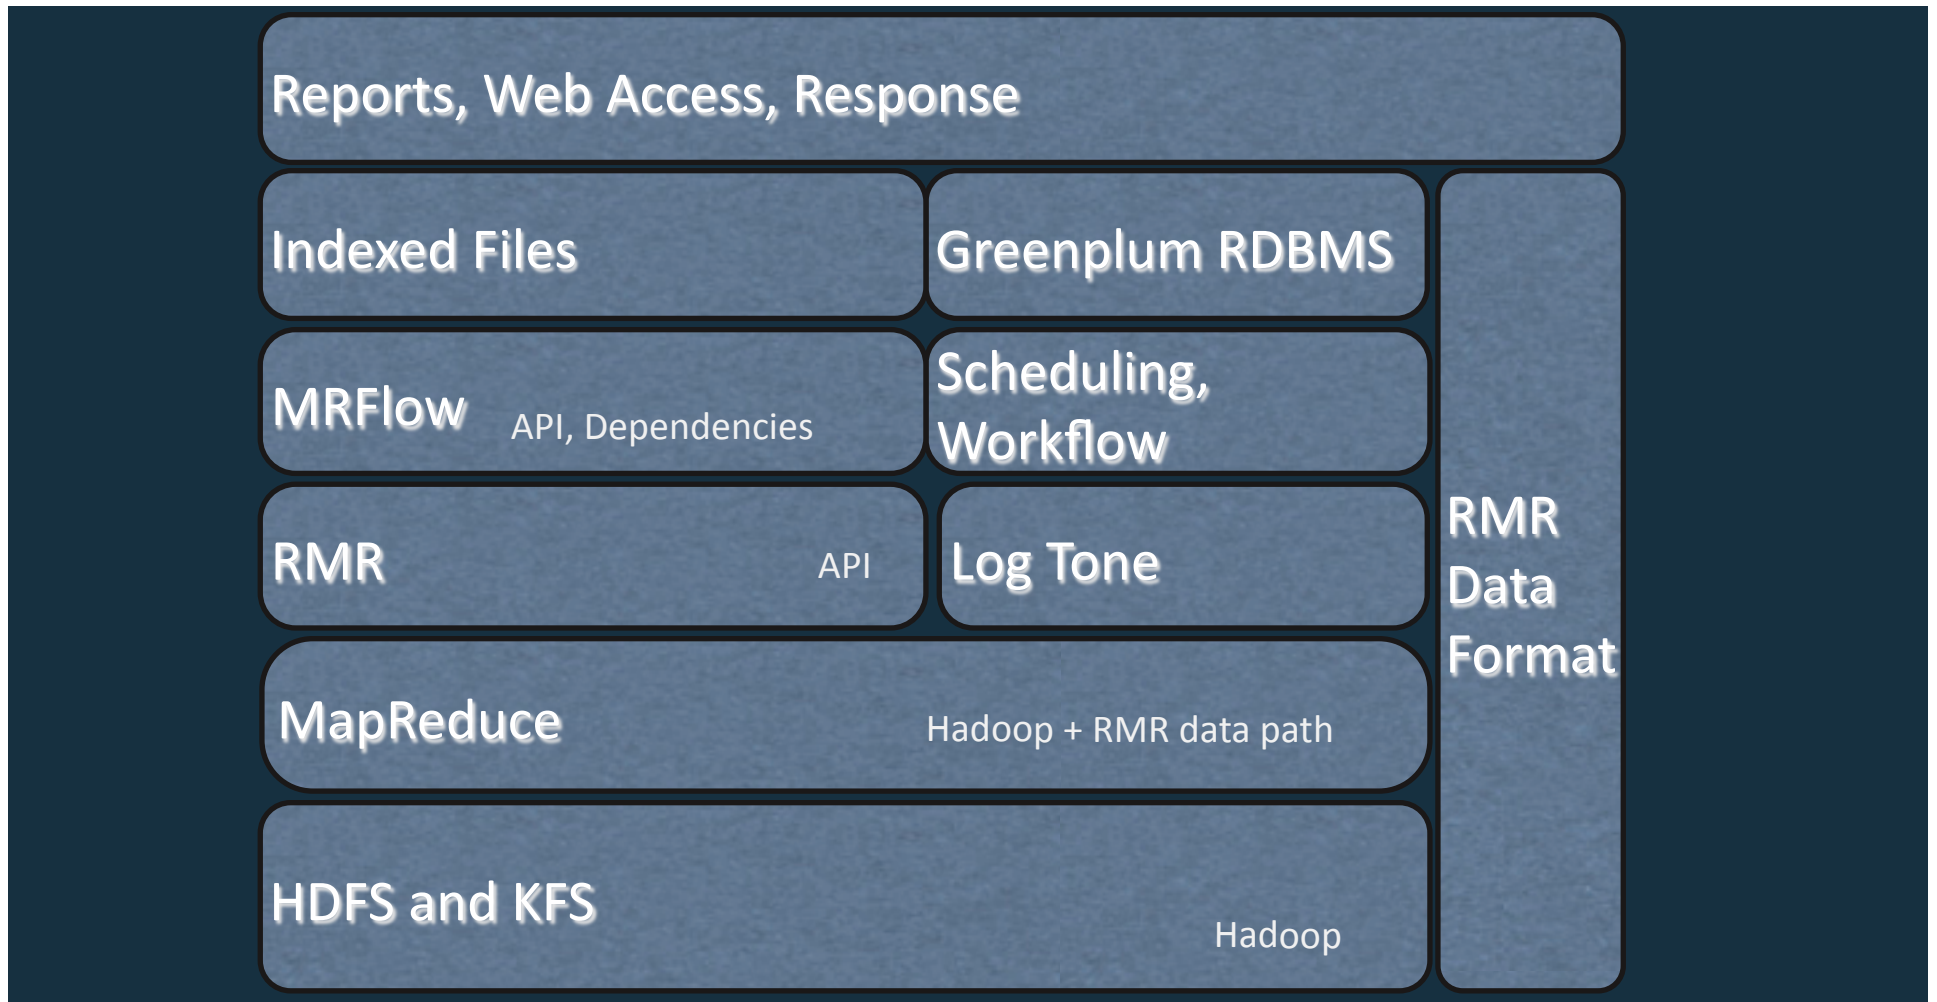 Reports, Web Access, Response
Indexed Files
Greenplum RDBMS
MRFlow
API, Dependencies
Scheduling,
Workflow
RMR
API
Log Tone
RMR
Data
Format
MapReduce
Hadoop + RMR data path
HDFS and KFS
Hadoop